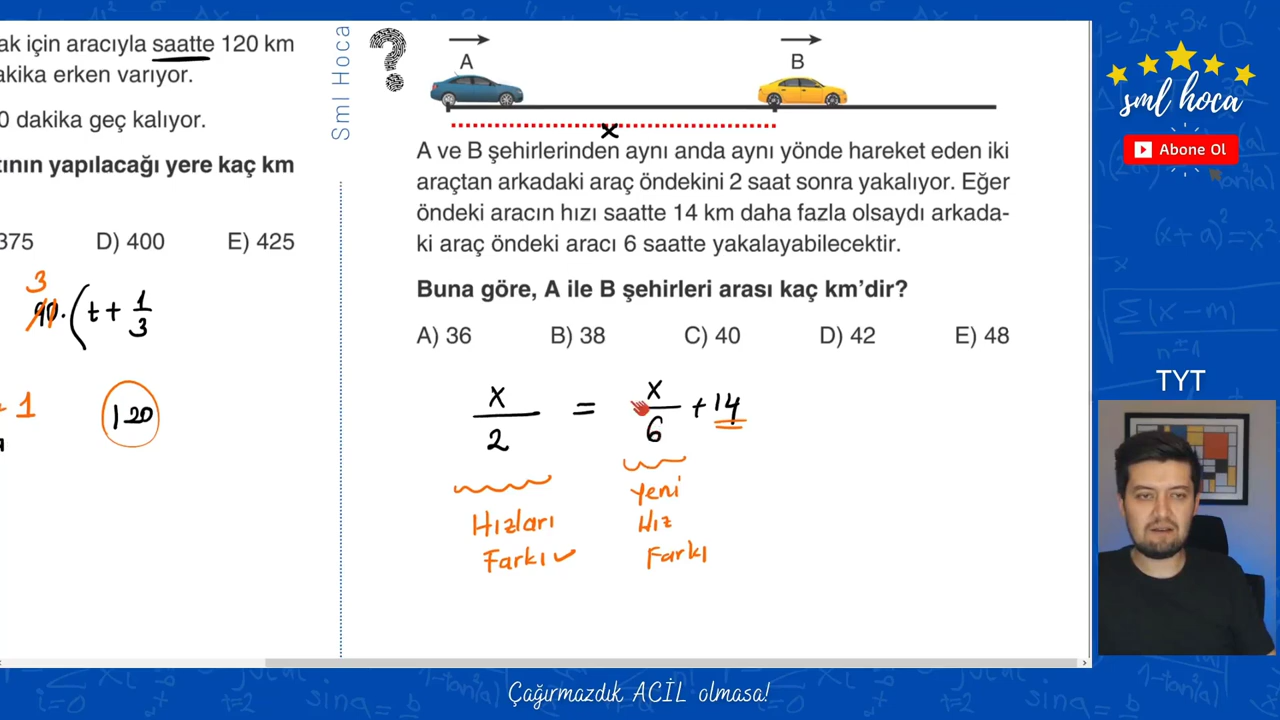 ak için aracıyla saatte 120 km
akika erken varıyor.
0 dakika geç kalıyor.
tının yapılacağı yere kaç km
375 D) 400 E) 425
3
90.(t + 1/3
+ 1
120
Sml Hoca
?
A
B
x
A ve B şehirlerinden aynı anda aynı yönde hareket eden iki
araçtan arkadaki araç öndekini 2 saat sonra yakalıyor. Eğer
öndeki aracın hızı saatte 14 km daha fazla olsaydı arkada-
ki araç öndeki aracı 6 saatte yakalayabilecektir.
Buna göre, A ile B şehirleri arası kaç km'dir?
A) 36 B) 38 C) 40 D) 42 E) 48
x/2 = x/6 + 14
Hızları
Farkı
Yeni
Hız
Farkı
sml hoca
Abone Ol
(x + a)² = x²
TYT
Çağırmazdık ACİL olmasa!